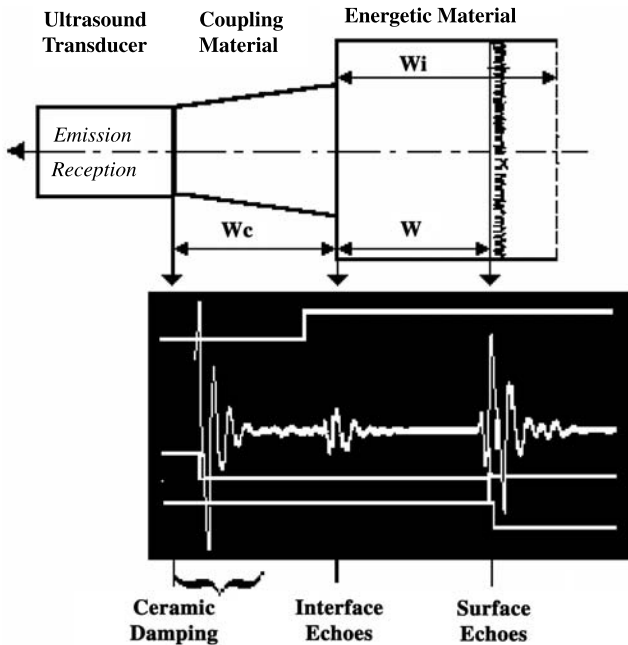 Ultrasound
Transducer
Coupling
Material
Energetic Material
Wi
Emission
Reception
Wc
W
Ceramic
Damping
Interface
Echoes
Surface
Echoes